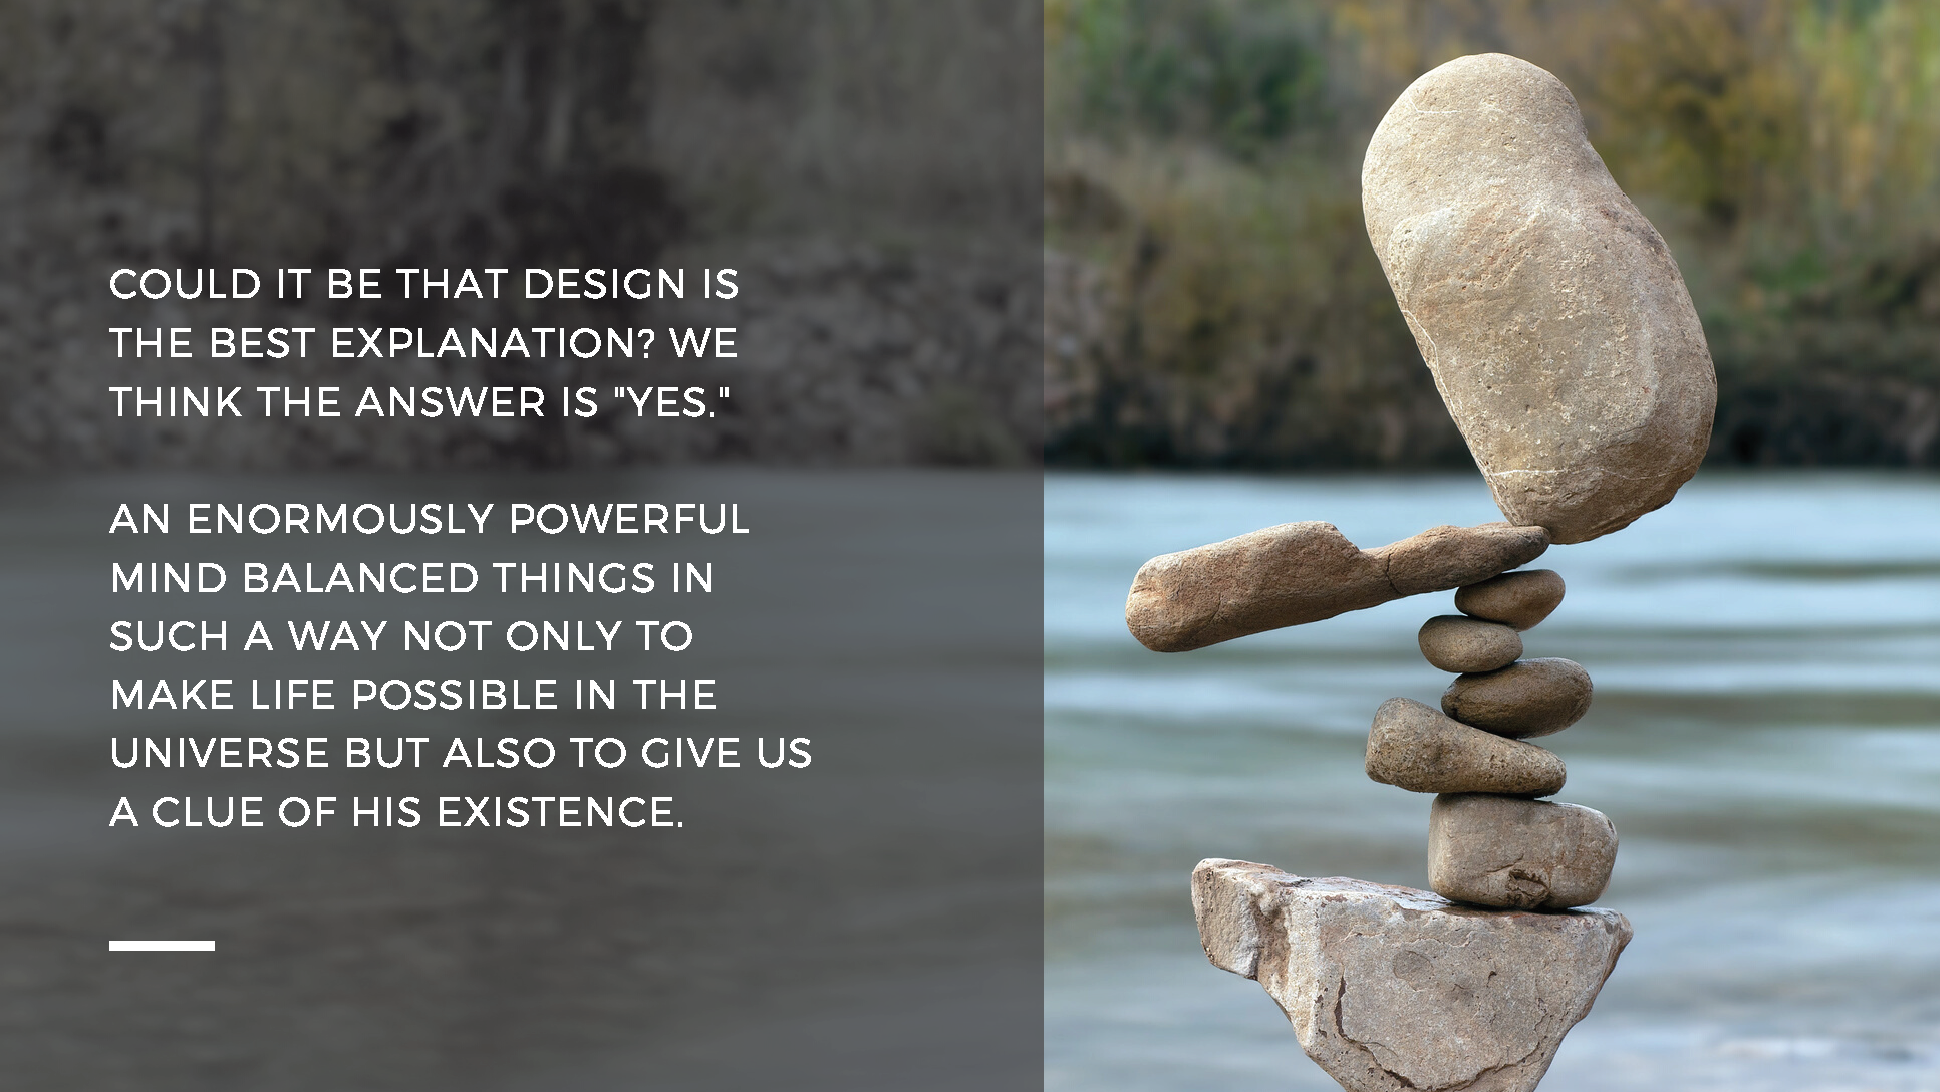 COULD IT BE THAT DESIGN IS
THE BEST EXPLANATION? WE
THINK THE ANSWER IS "YES."
AN ENORMOUSLY POWERFUL
MIND BALANCED THINGS IN
SUCH A WAY NOT ONLY TO
MAKE LIFE POSSIBLE IN THE
UNIVERSE BUT ALSO TO GIVE US
A CLUE OF HIS EXISTENCE.